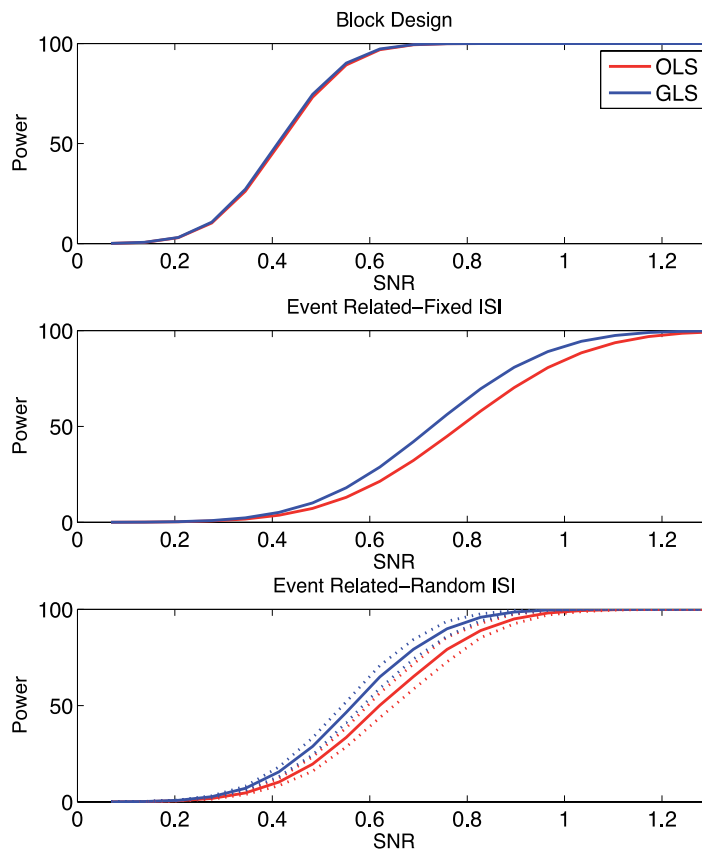 Block Design
100
50
0
Power
0 0.2 0.4 0.6 0.8 1 1.2
SNR
OLS
GLS
Event Related-Fixed ISI
100
50
0
Power
0 0.2 0.4 0.6 0.8 1 1.2
SNR
Event Related-Random ISI
100
50
0
Power
0 0.2 0.4 0.6 0.8 1 1.2
SNR